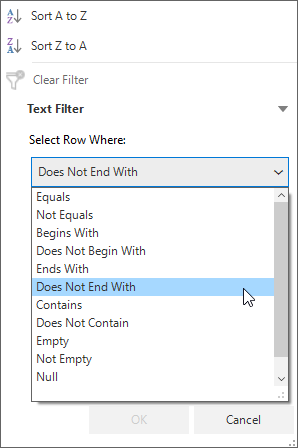 Sort A to Z
Sort Z to A
Clear Filter
Text Filter
Select Row Where:
Does Not End With
Equals
Not Equals
Begins With
Does Not Begin With
Ends With
Does Not End With
Contains
Does Not Contain
Empty
Not Empty
Null
OK Cancel